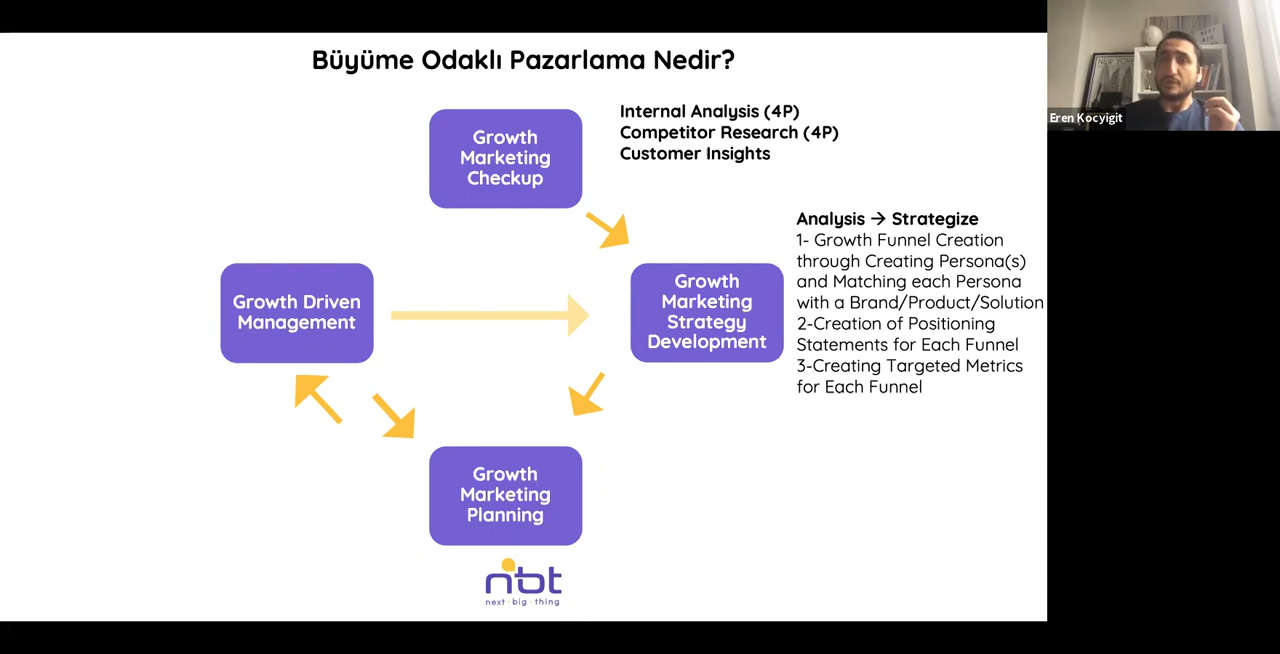 Büyüme Odaklı Pazarlama Nedir?
Growth
Marketing
Checkup
Internal Analysis (4P)
Competitor Research (4P)
Customer Insights
Analysis → Strategize
1- Growth Funnel Creation
through Creating Persona(s)
and Matching each Persona
with a Brand/Product/Solution
2-Creation of Positioning
Statements for Each Funnel
3-Creating Targeted Metrics
for Each Funnel
Growth
Marketing
Strategy
Development
Growth Driven
Management
Growth
Marketing
Planning
nbt
next · big · thing
NEW YORK
Eren Kocyigit